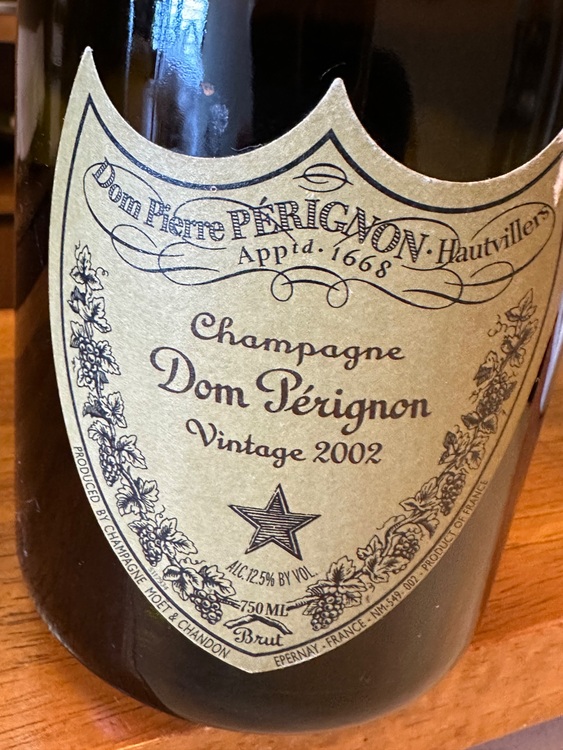 Dom Pierre PÉRIGNON · Hautvillers
Apptd · 1668
Champagne
Dom Pérignon
Vintage 2002
ALC. 12.5% BY VOL.
750 ML
Brut
PRODUCED BY CHAMPAGNE MOET & CHANDON
EPERNAY - FRANCE - NM-549. 002 - PRODUCT OF FRANCE